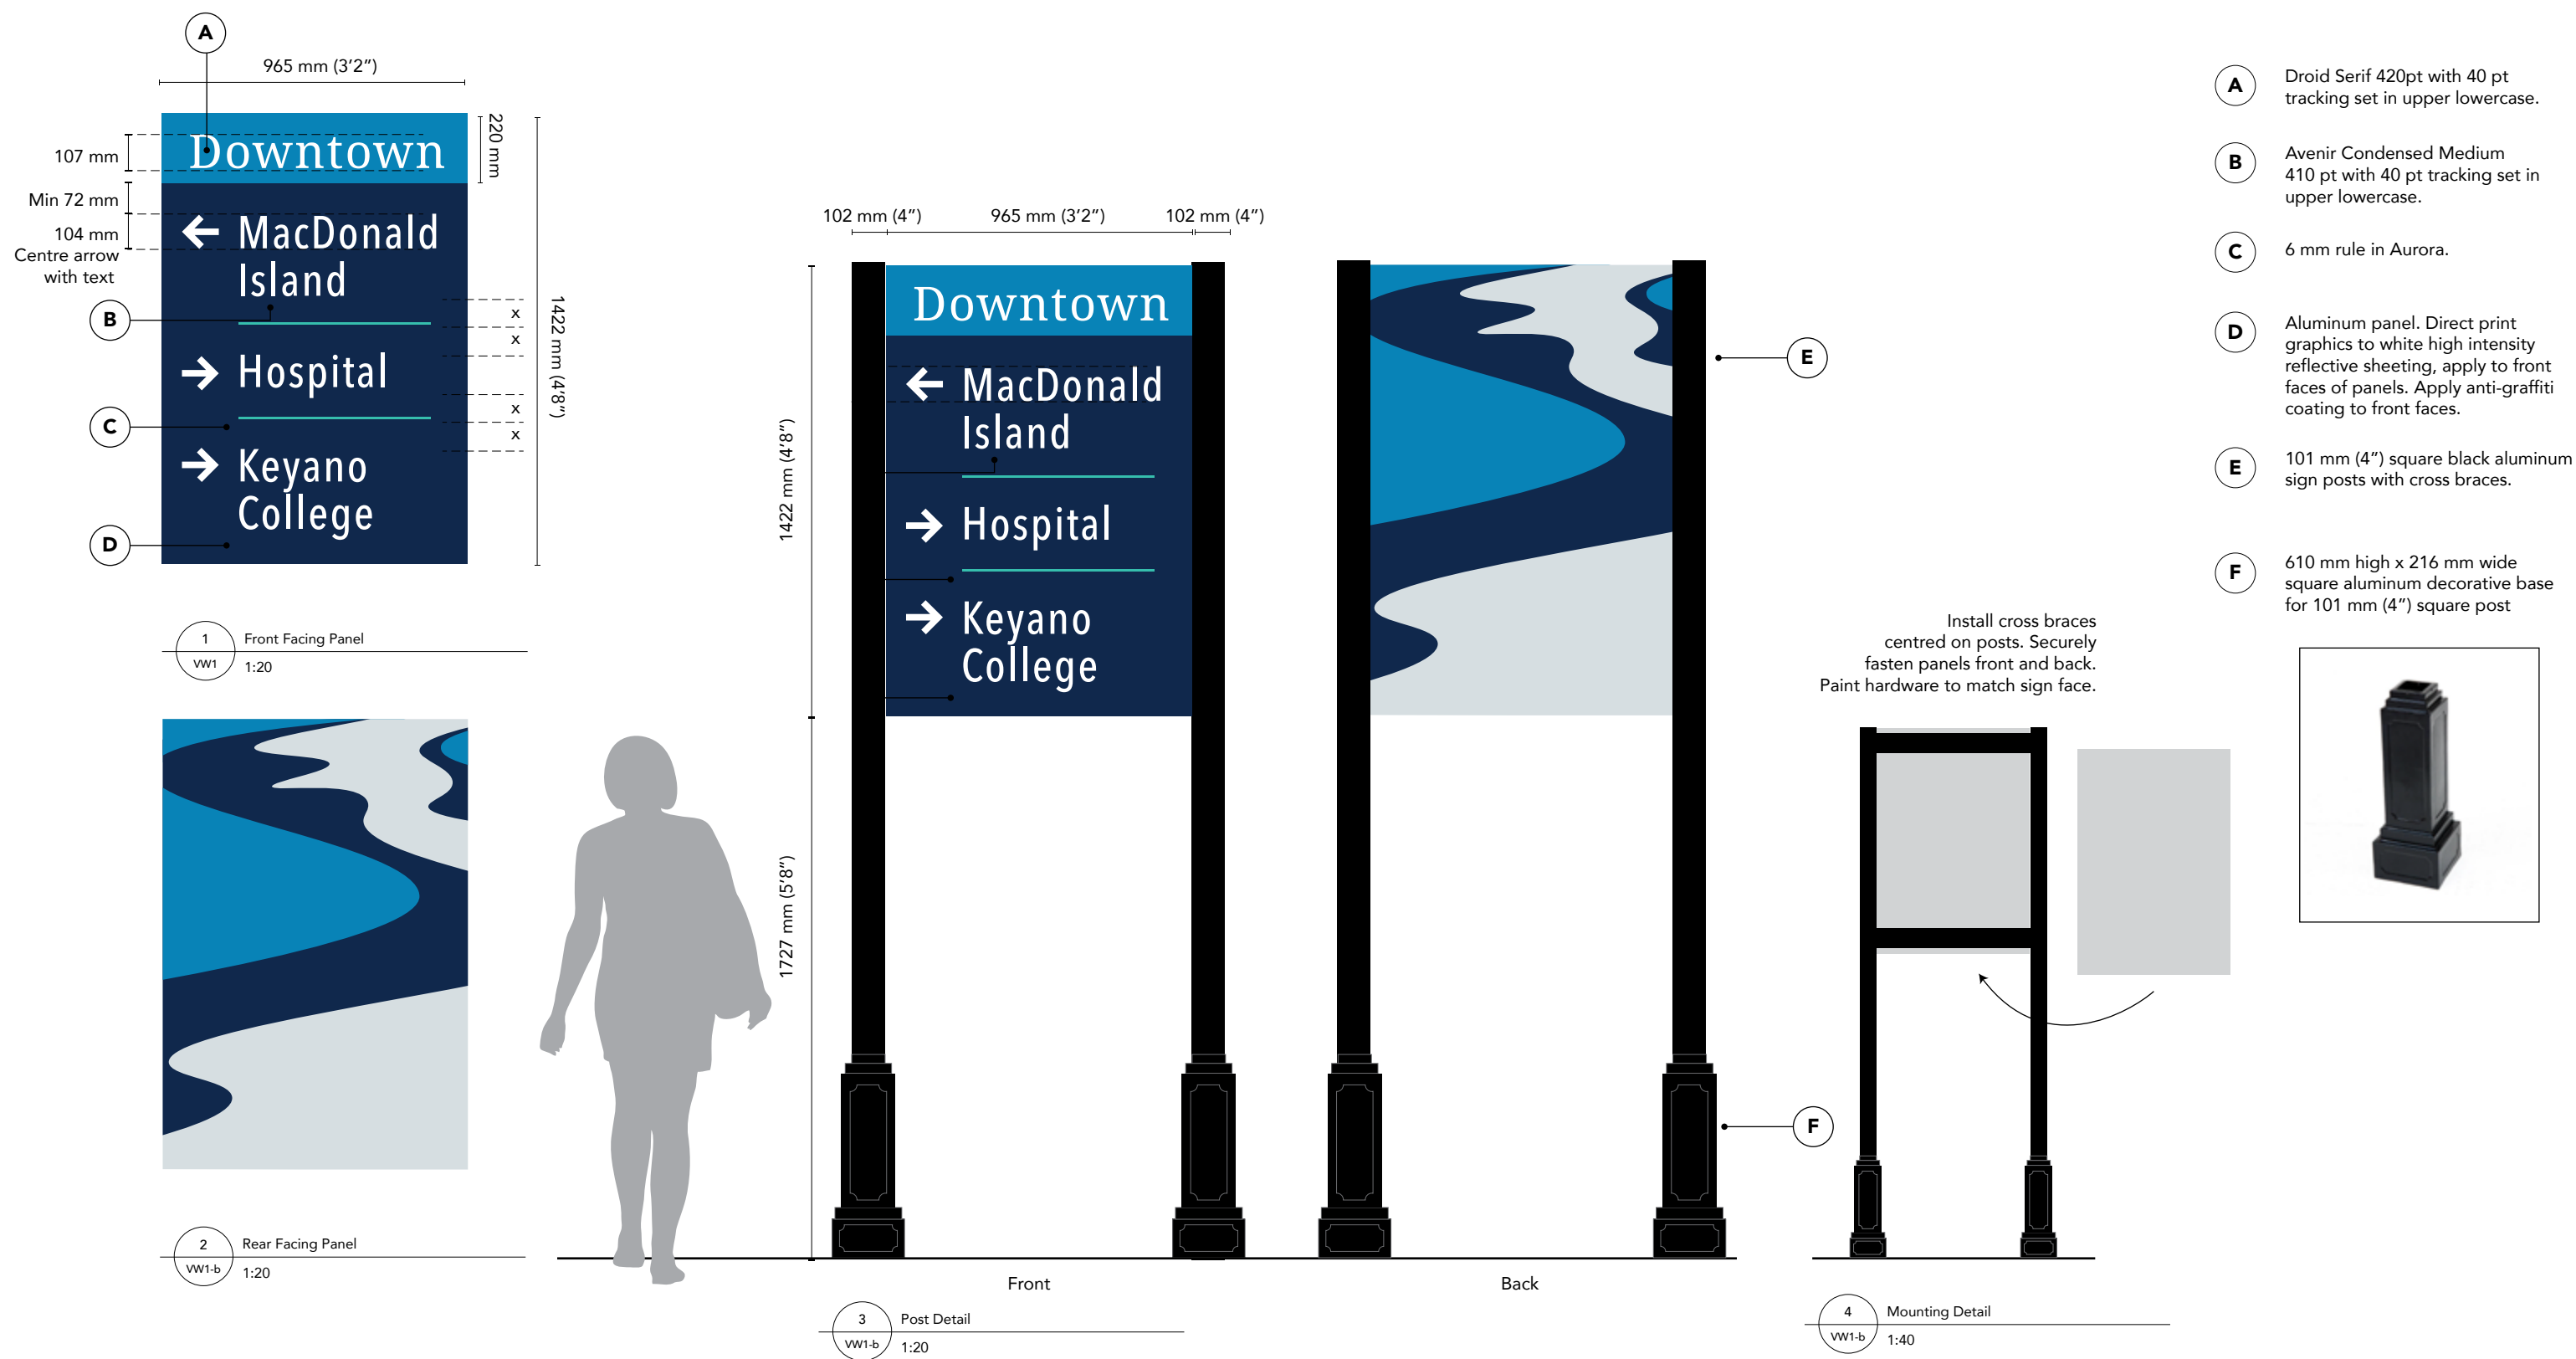 A
965 mm (3’2”)
220 mm
107 mm
Downtown
Min 72 mm
104 mm
Centre arrow
with text
MacDonald
Island
B
x
x
1422 mm (4’8”)
Hospital
C
x
x
Keyano
College
D
1
VW1
Front Facing Panel
1:20
2
VW1-b
Rear Facing Panel
1:20
102 mm (4”)
965 mm (3’2”)
102 mm (4”)
1422 mm (4’8”)
Downtown
MacDonald
Island
Hospital
Keyano
College
1727 mm (5’8”)
E
F
Front
Back
3
VW1-b
Post Detail
1:20
Install cross braces
centred on posts. Securely
fasten panels front and back.
Paint hardware to match sign face.
4
VW1-b
Mounting Detail
1:40
A
Droid Serif 420pt with 40 pt
tracking set in upper lowercase.
B
Avenir Condensed Medium
410 pt with 40 pt tracking set in
upper lowercase.
C
6 mm rule in Aurora.
D
Aluminum panel. Direct print
graphics to white high intensity
reflective sheeting, apply to front
faces of panels. Apply anti-graffiti
coating to front faces.
E
101 mm (4”) square black aluminum
sign posts with cross braces.
F
610 mm high x 216 mm wide
square aluminum decorative base
for 101 mm (4”) square post